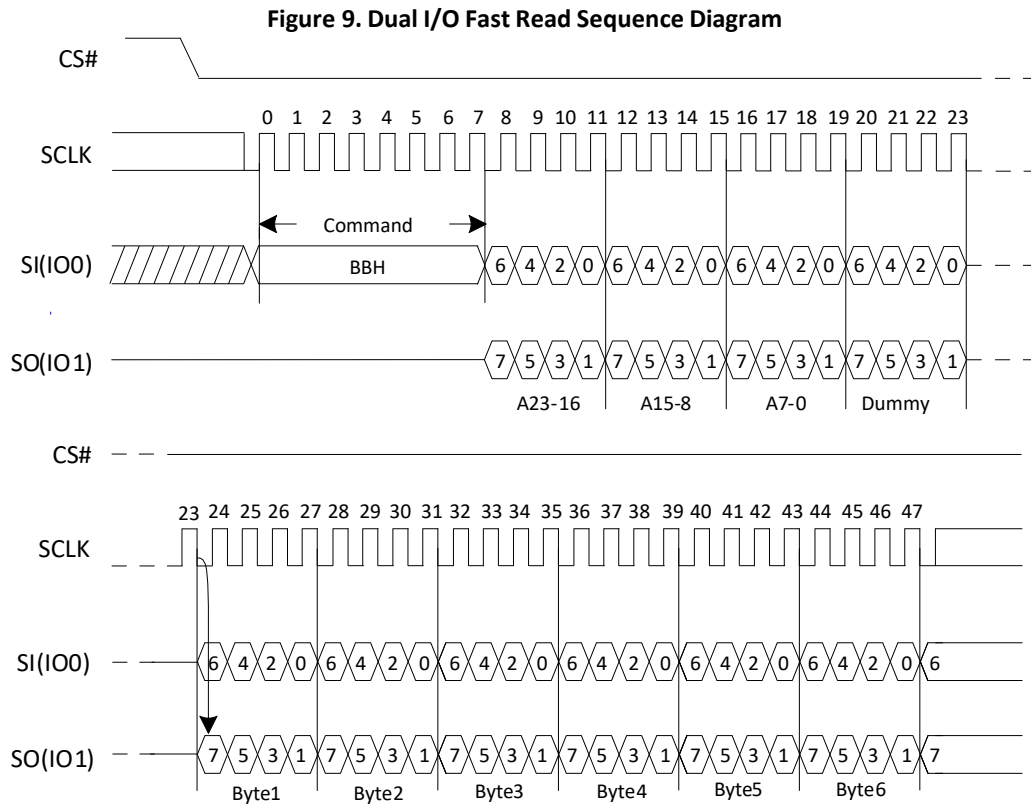 Figure 9. Dual I/O Fast Read Sequence Diagram
CS#
0 1 2 3 4 5 6 7 8 9 10 11 12 13 14 15 16 17 18 19 20 21 22 23
SCLK
Command
SI(IO0) BBH 6 4 2 0 6 4 2 0 6 4 2 0 6 4 2 0
SO(IO1) 7 5 3 1 7 5 3 1 7 5 3 1 7 5 3 1
A23-16 A15-8 A7-0 Dummy
CS#
23 24 25 26 27 28 29 30 31 32 33 34 35 36 37 38 39 40 41 42 43 44 45 46 47
SCLK
SI(IO0) 6 4 2 0 6 4 2 0 6 4 2 0 6 4 2 0 6 4 2 0 6 4 2 0 6
SO(IO1) 7 5 3 1 7 5 3 1 7 5 3 1 7 5 3 1 7 5 3 1 7 5 3 1 7
Byte1 Byte2 Byte3 Byte4 Byte5 Byte6